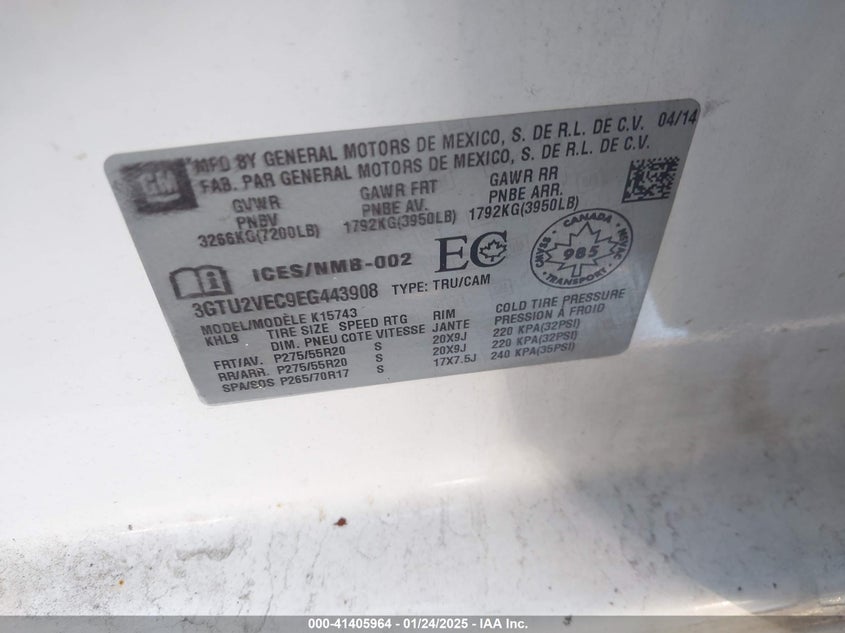 GM
MFD BY GENERAL MOTORS DE MEXICO, S. DE R.L. DE C.V. 04/14
FAB. PAR GENERAL MOTORS DE MEXICO, S. DE R.L. DE C.V.
GVWR GAWR FRT GAWR RR
PNBV PNBE AV. PNBE ARR.
3266KG(7200LB) 1792KG(3950LB) 1792KG(3950LB)
ICES/NMB-002 EC
CANADA
985
TRANSPORT
CMVSS NSVAC
3GTU2VEC9EG443908 TYPE: TRU/CAM
MODEL/MODÈLE K15743
KHL9 TIRE SIZE SPEED RTG RIM COLD TIRE PRESSURE
DIM. PNEU COTE VITESSE JANTE PRESSION À FROID
FRT/AV. P275/55R20 S 20X9J 220 KPA(32PSI)
RR/ARR. P275/55R20 S 20X9J 220 KPA(32PSI)
SPA/SOS P265/70R17 S 17X7.5J 240 KPA(35PSI)
000-41405964 - 01/24/2025 - IAA Inc.